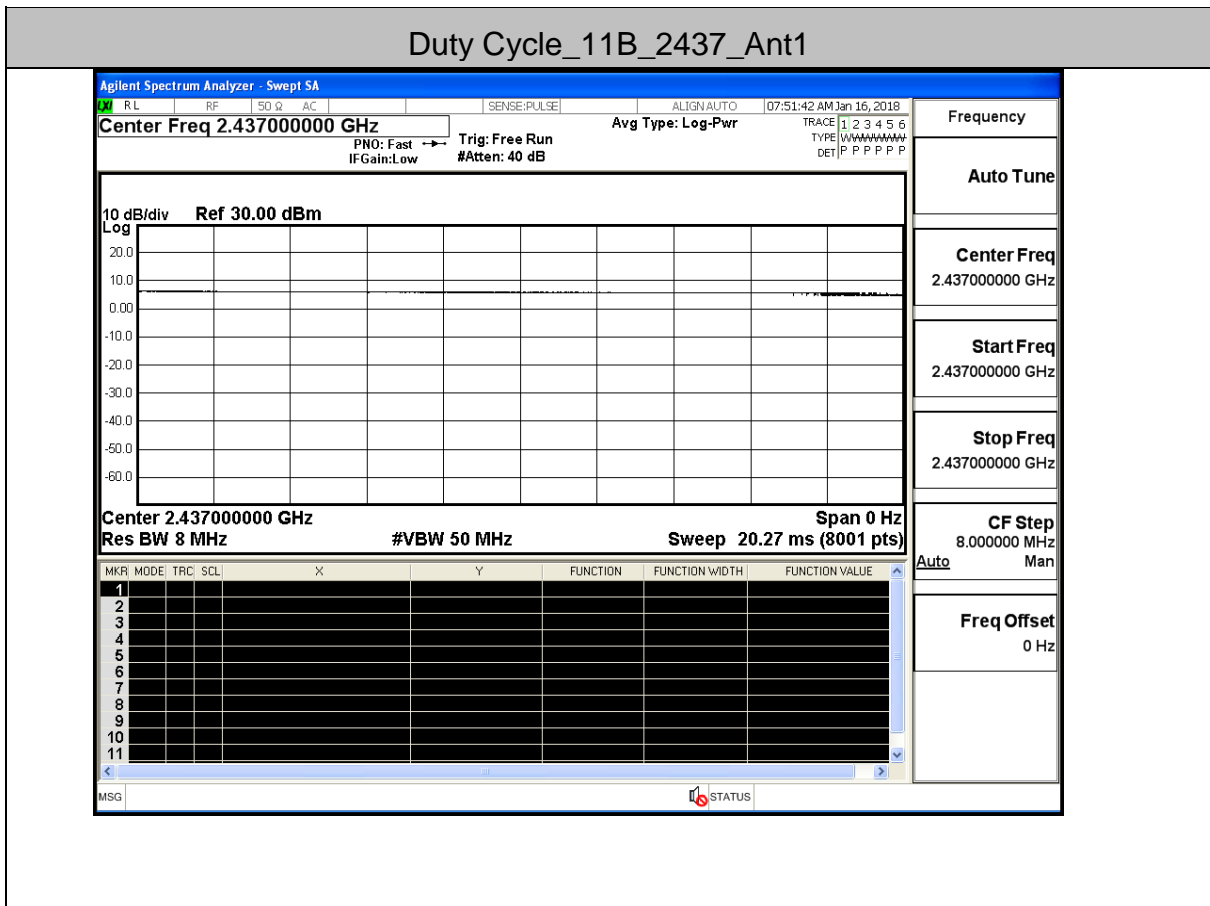 Duty Cycle_11B_2437_Ant1
Agilent Spectrum Analyzer - Swept SA
LXI RL RF 50 Ω AC SENSE:PULSE ALIGN AUTO 07:51:42 AM Jan 16, 2018
Center Freq 2.437000000 GHz
Avg Type: Log-Pwr
TRACE 1 2 3 4 5 6
TYPE
DET P P P P P P
PNO: Fast
IFGain:Low
Trig: Free Run
#Atten: 40 dB
10 dB/div Ref 30.00 dBm
Log
20.0
10.0
0.00
-10.0
-20.0
-30.0
-40.0
-50.0
-60.0
Center 2.437000000 GHz Span 0 Hz
Res BW 8 MHz #VBW 50 MHz Sweep 20.27 ms (8001 pts)
MKR MODE TRC SCL X Y FUNCTION FUNCTION WIDTH FUNCTION VALUE
1
2
3
4
5
6
7
8
9
10
11
MSG STATUS
Frequency
Auto Tune
Center Freq
2.437000000 GHz
Start Freq
2.437000000 GHz
Stop Freq
2.437000000 GHz
CF Step
8.000000 MHz
Auto Man
Freq Offset
0 Hz